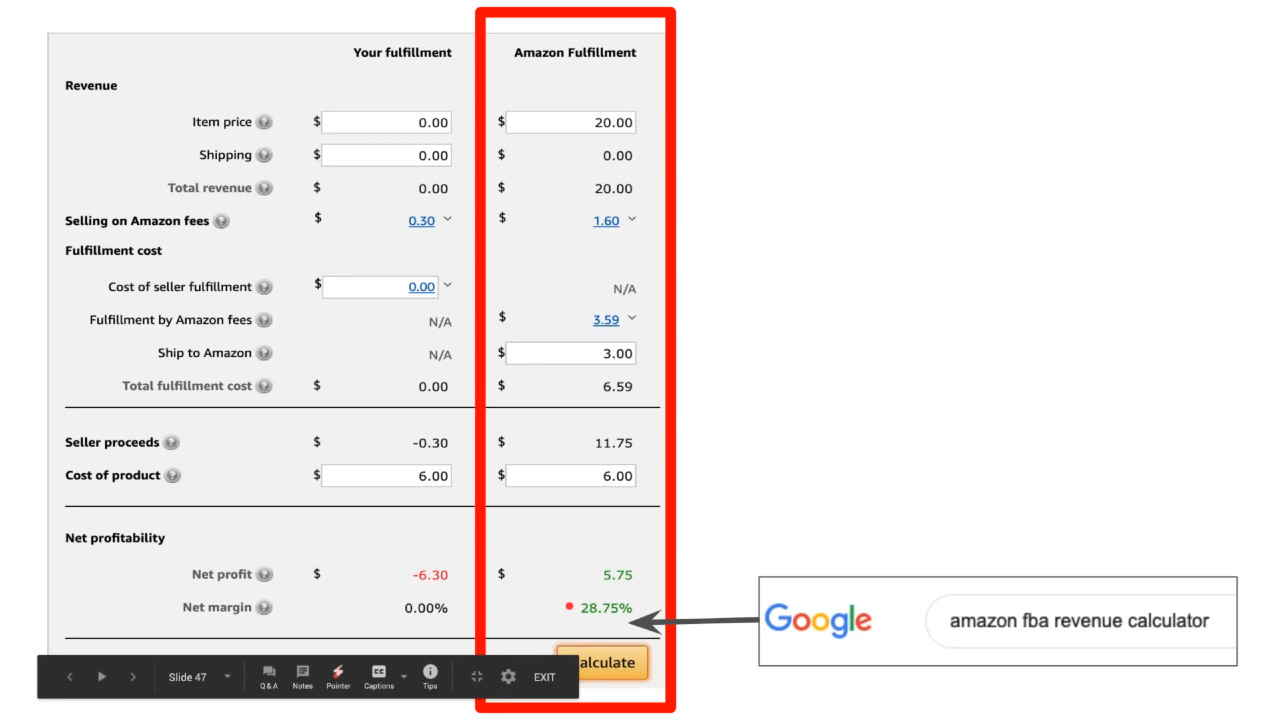 Your fulfillment Amazon Fulfillment
Revenue
Item price $ 0.00 $ 20.00
Shipping $ 0.00 $ 0.00
Total revenue $ 0.00 $ 20.00
Selling on Amazon fees $ 0.30 $ 1.60
Fulfillment cost
Cost of seller fulfillment $ 0.00 N/A
Fulfillment by Amazon fees N/A $ 3.59
Ship to Amazon N/A $ 3.00
Total fulfillment cost $ 0.00 $ 6.59
Seller proceeds $ -0.30 $ 11.75
Cost of product $ 6.00 $ 6.00
Net profitability
Net profit $ -6.30 $ 5.75
Net margin 0.00% 28.75%
Google amazon fba revenue calculator
alculate
Slide 47 Q & A Notes Pointer CC Captions Tips EXIT